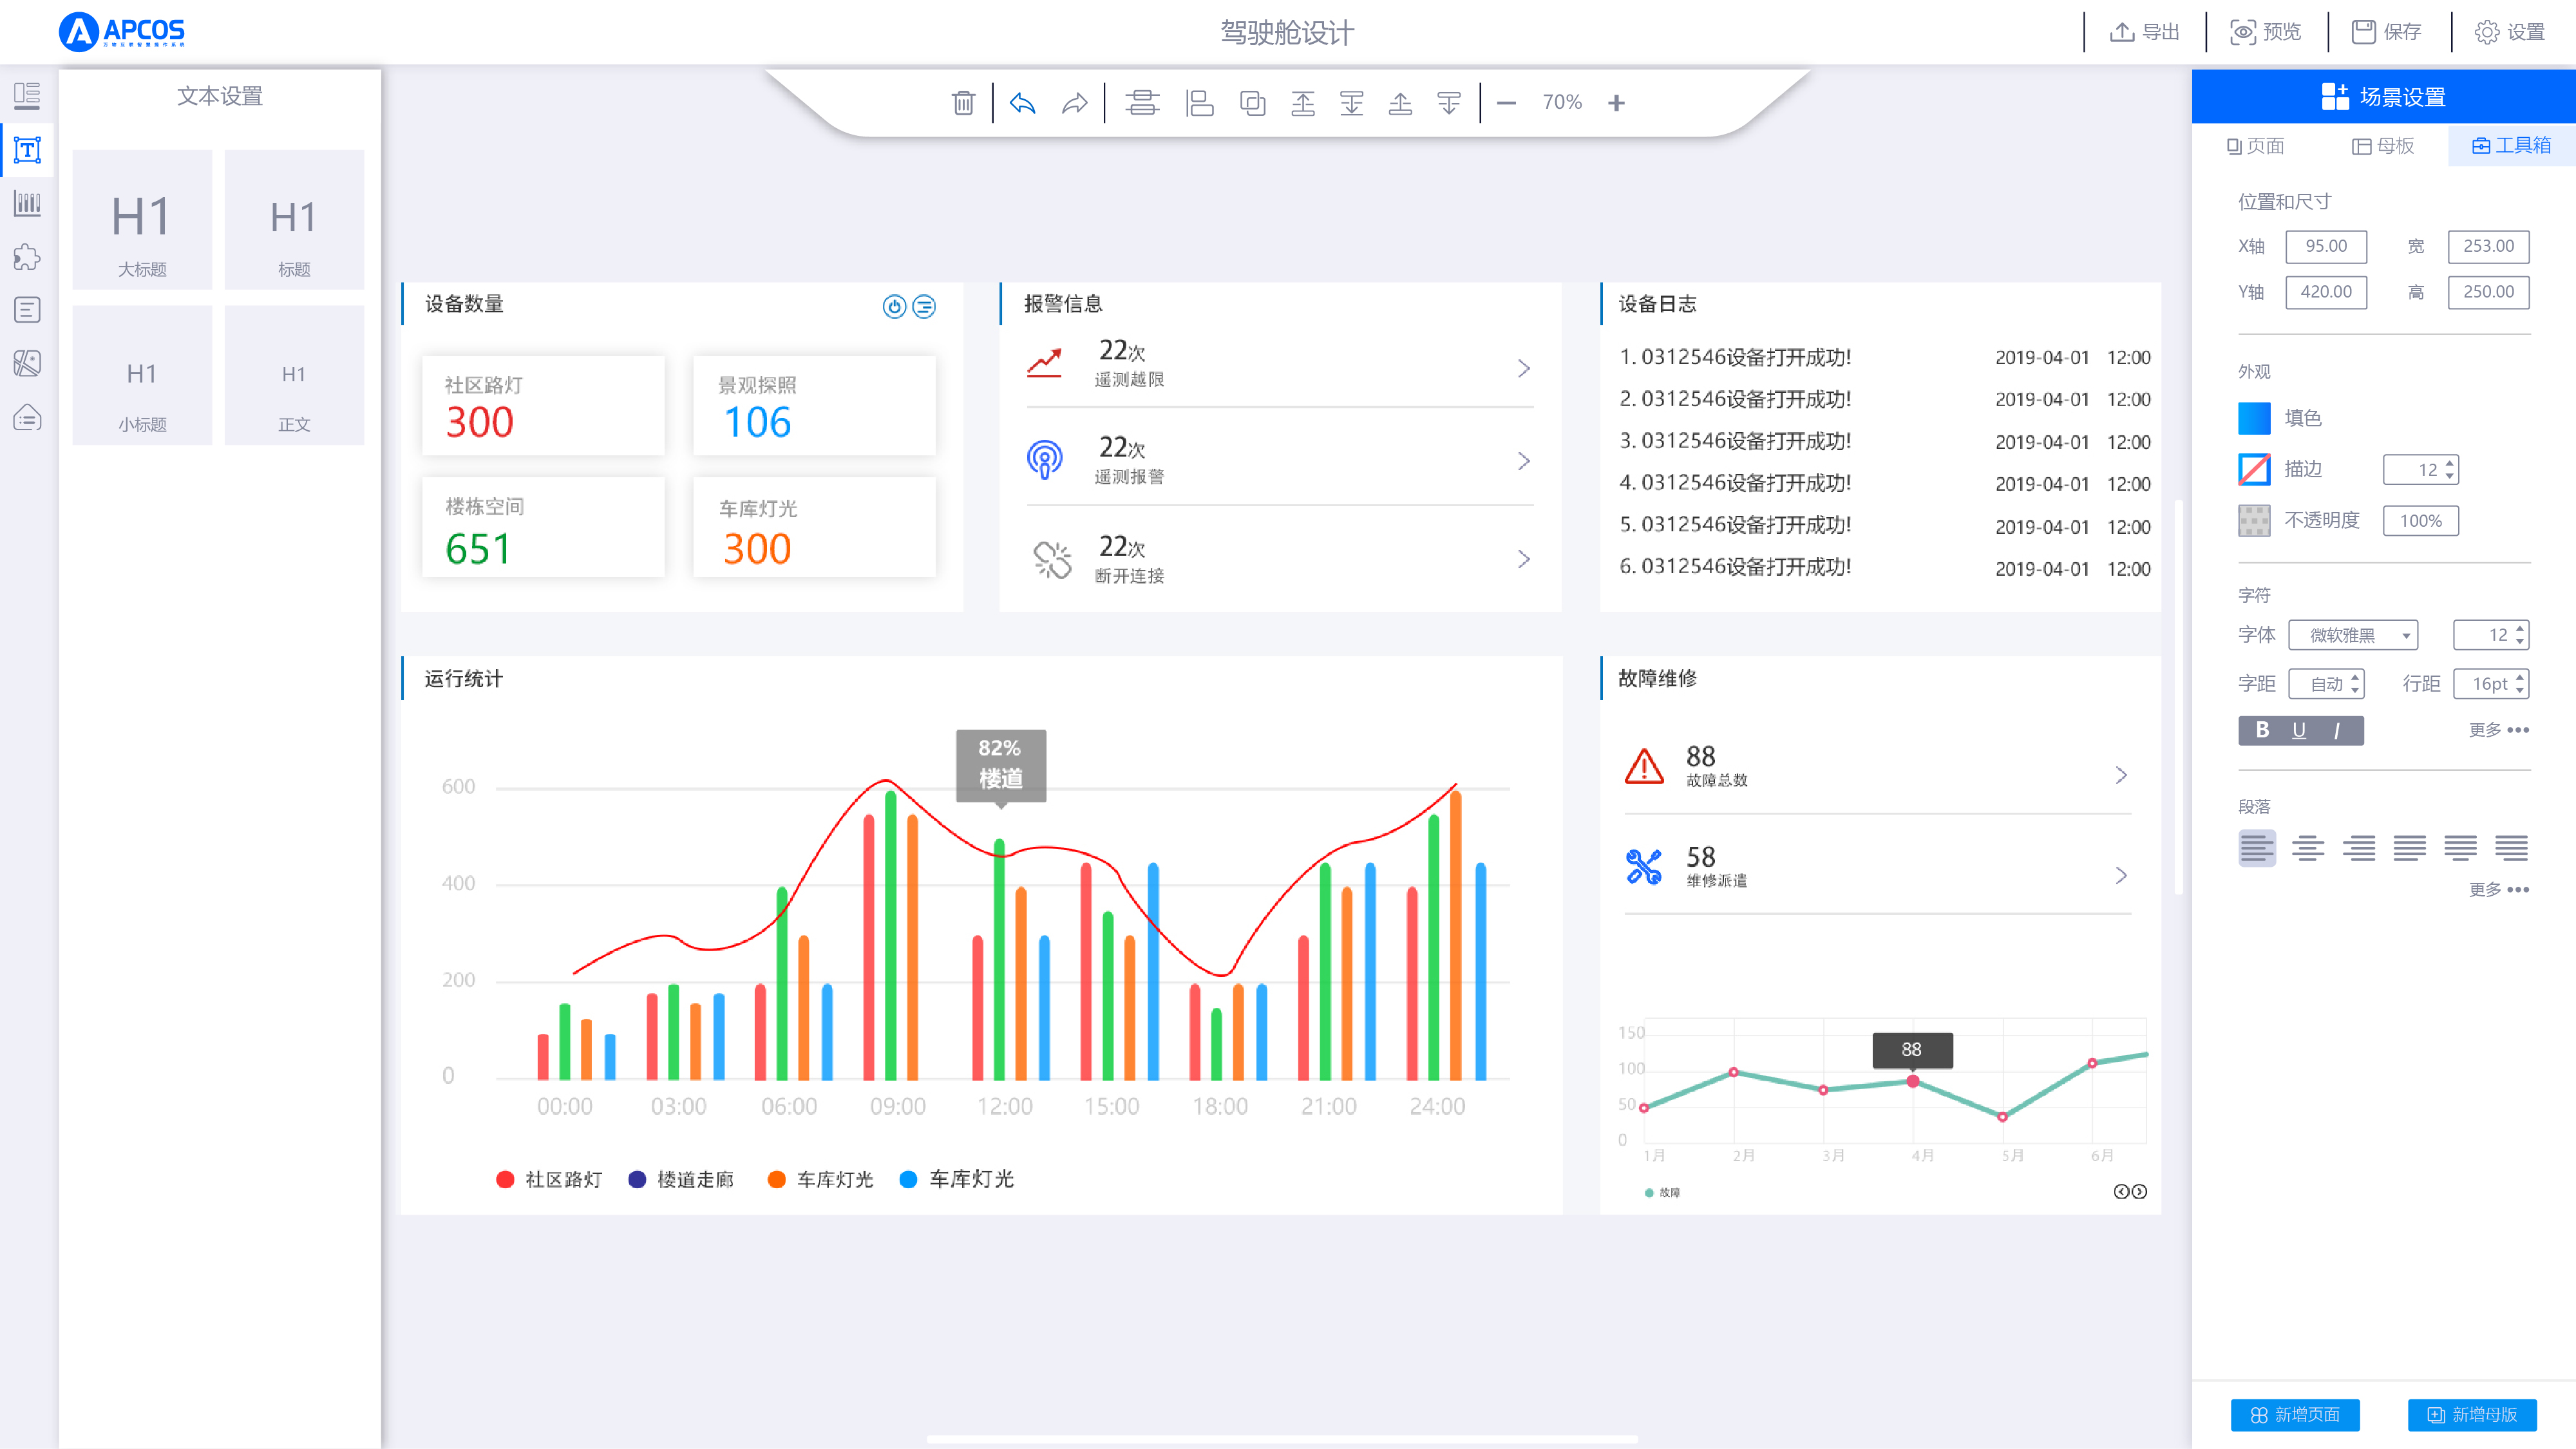 APCOS
驾驶舱设计
导出
预览
保存
设置
文本设置
H1
大标题
H1
标题
H1
小标题
H1
正文
70%
设备数量
社区路灯
300
景观探照
106
楼栋空间
651
车库灯光
300
报警信息
22次
遥测越限
22次
遥测报警
22次
断开连接
设备日志
1. 0312546设备打开成功! 2019-04-01 12:00
2. 0312546设备打开成功! 2019-04-01 12:00
3. 0312546设备打开成功! 2019-04-01 12:00
4. 0312546设备打开成功! 2019-04-01 12:00
5. 0312546设备打开成功! 2019-04-01 12:00
6. 0312546设备打开成功! 2019-04-01 12:00
运行统计
82%
楼道
600
400
200
0
00:00 03:00 06:00 09:00 12:00 15:00 18:00 21:00 24:00
社区路灯 楼道走廊 车库灯光 车库灯光
故障维修
88
故障总数
58
维修派遣
150
100
50
0
88
1月 2月 3月 4月 5月 6月
故障
场景设置
页面 母板 工具箱
位置和尺寸
X轴 95.00 宽 253.00
Y轴 420.00 高 250.00
外观
填色
描边 12
不透明度 100%
字符
字体 微软雅黑 12
字距 自动 行距 16pt
B U I 更多
段落
更多
新增页面 新增母版